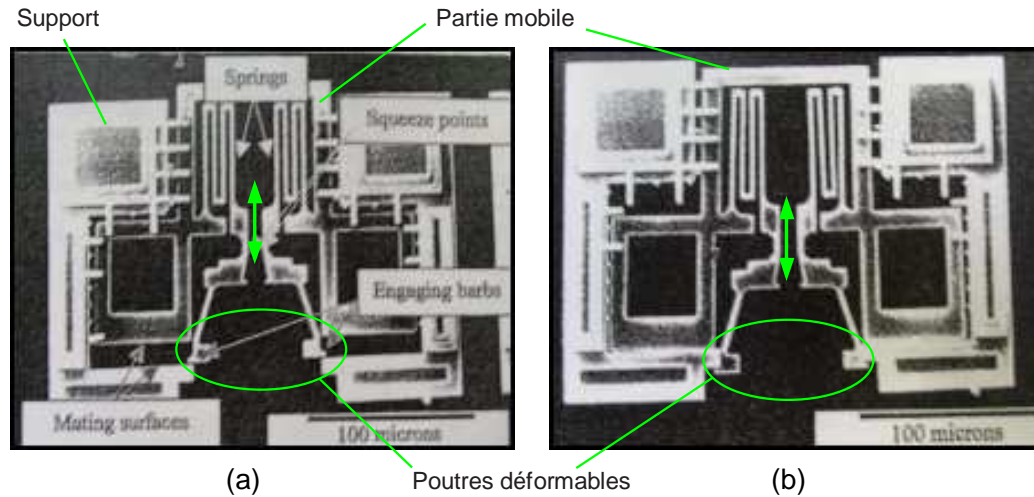 Support
Partie mobile
Springs
Squeeze points
Engaging barbs
Mating surfaces
100 microns
100 microns
(a)
Poutres déformables
(b)